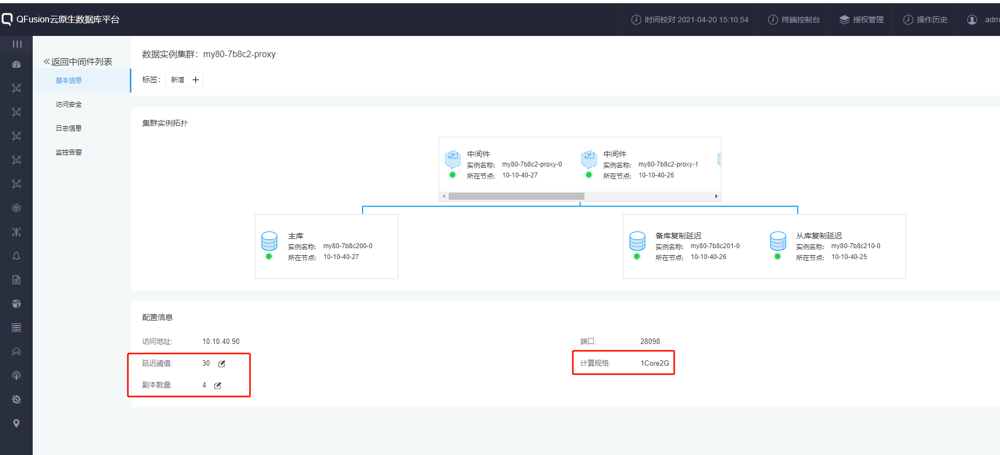 QFusion云原生数据库平台
时间校对 2021-04-20 15:10:54
终端控制台
授权管理
操作历史
adm
«返回中间件列表
基本信息
访问安全
日志信息
监控告警
数据实例集群：my80-7b8c2-proxy
标签： 新增 +
集群实例拓扑
中间件
实例名称: my80-7b8c2-proxy-0
所在节点: 10-10-40-27
中间件
实例名称: my80-7b8c2-proxy-1
所在节点: 10-10-40-26
主库
实例名称: my80-7b8c200-0
所在节点: 10-10-40-27
备库复制延迟
实例名称: my80-7b8c201-0
所在节点: 10-10-40-26
从库复制延迟
实例名称: my80-7b8c210-0
所在节点: 10-10-40-25
配置信息
访问地址: 10.10.40.90
端口: 28098
延迟阈值: 30
计算规格: 1Core2G
副本数量: 4